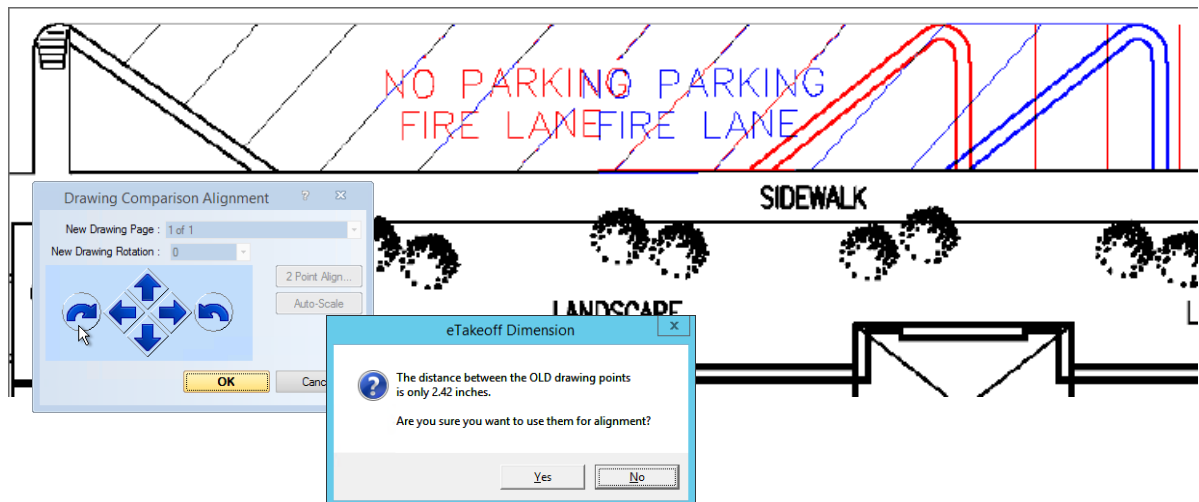 NO PARKING
FIRE LANE
NO PARKING
FIRE LANE
SIDEWALK
LANDSCAPE
L
Drawing Comparison Alignment ?
New Drawing Page : 1 of 1
New Drawing Rotation : 0
2 Point Align...
Auto-Scale
OK
Canc
eTakeoff Dimension x
The distance between the OLD drawing points
is only 2.42 inches.
Are you sure you want to use them for alignment?
Yes
No